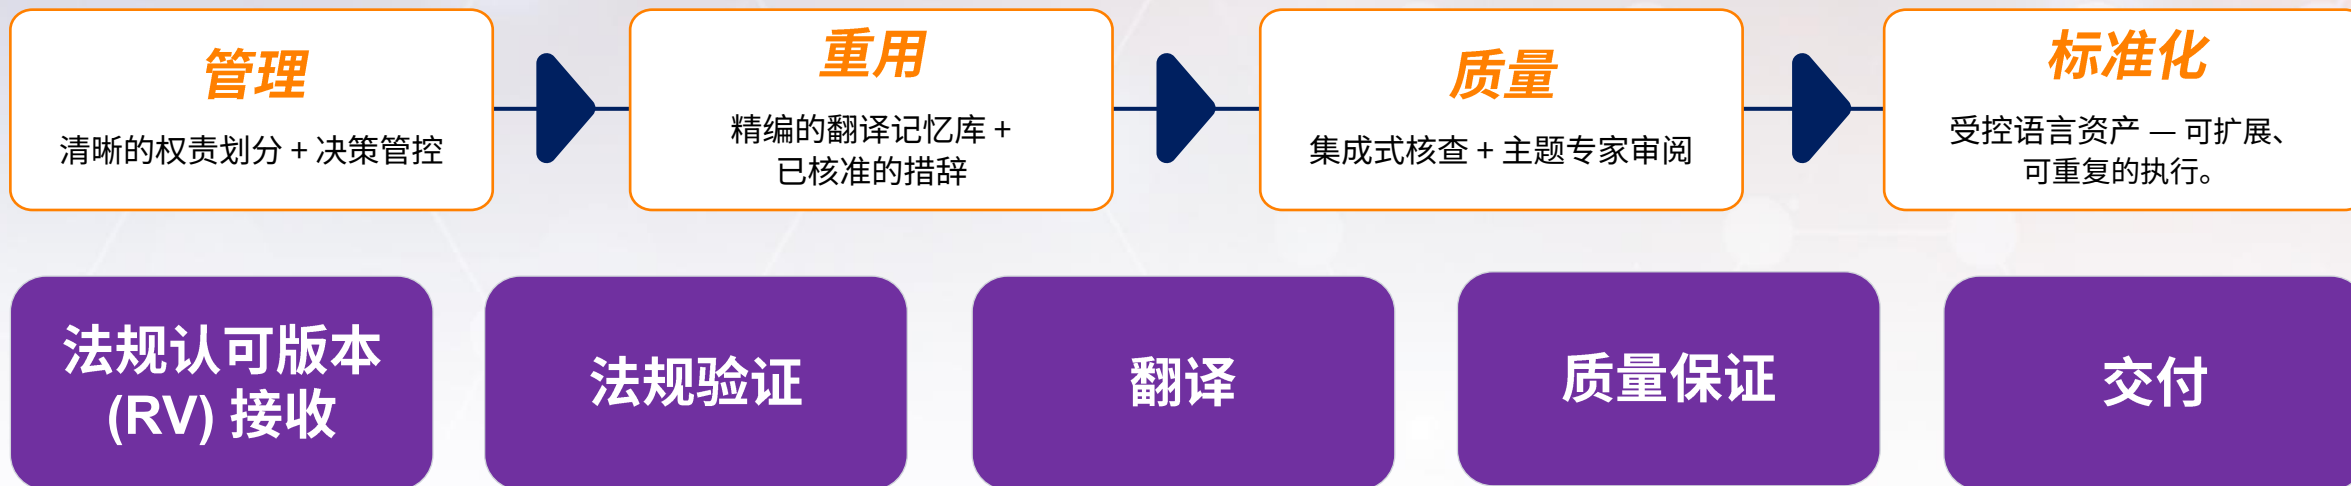 管理
清晰的权责划分 + 决策管控
重用
精编的翻译记忆库 +
已核准的措辞
质量
集成式核查 + 主题专家审阅
标准化
受控语言资产 — 可扩展、
可重复的执行。
法规认可版本
(RV) 接收
法规验证
翻译
质量保证
交付